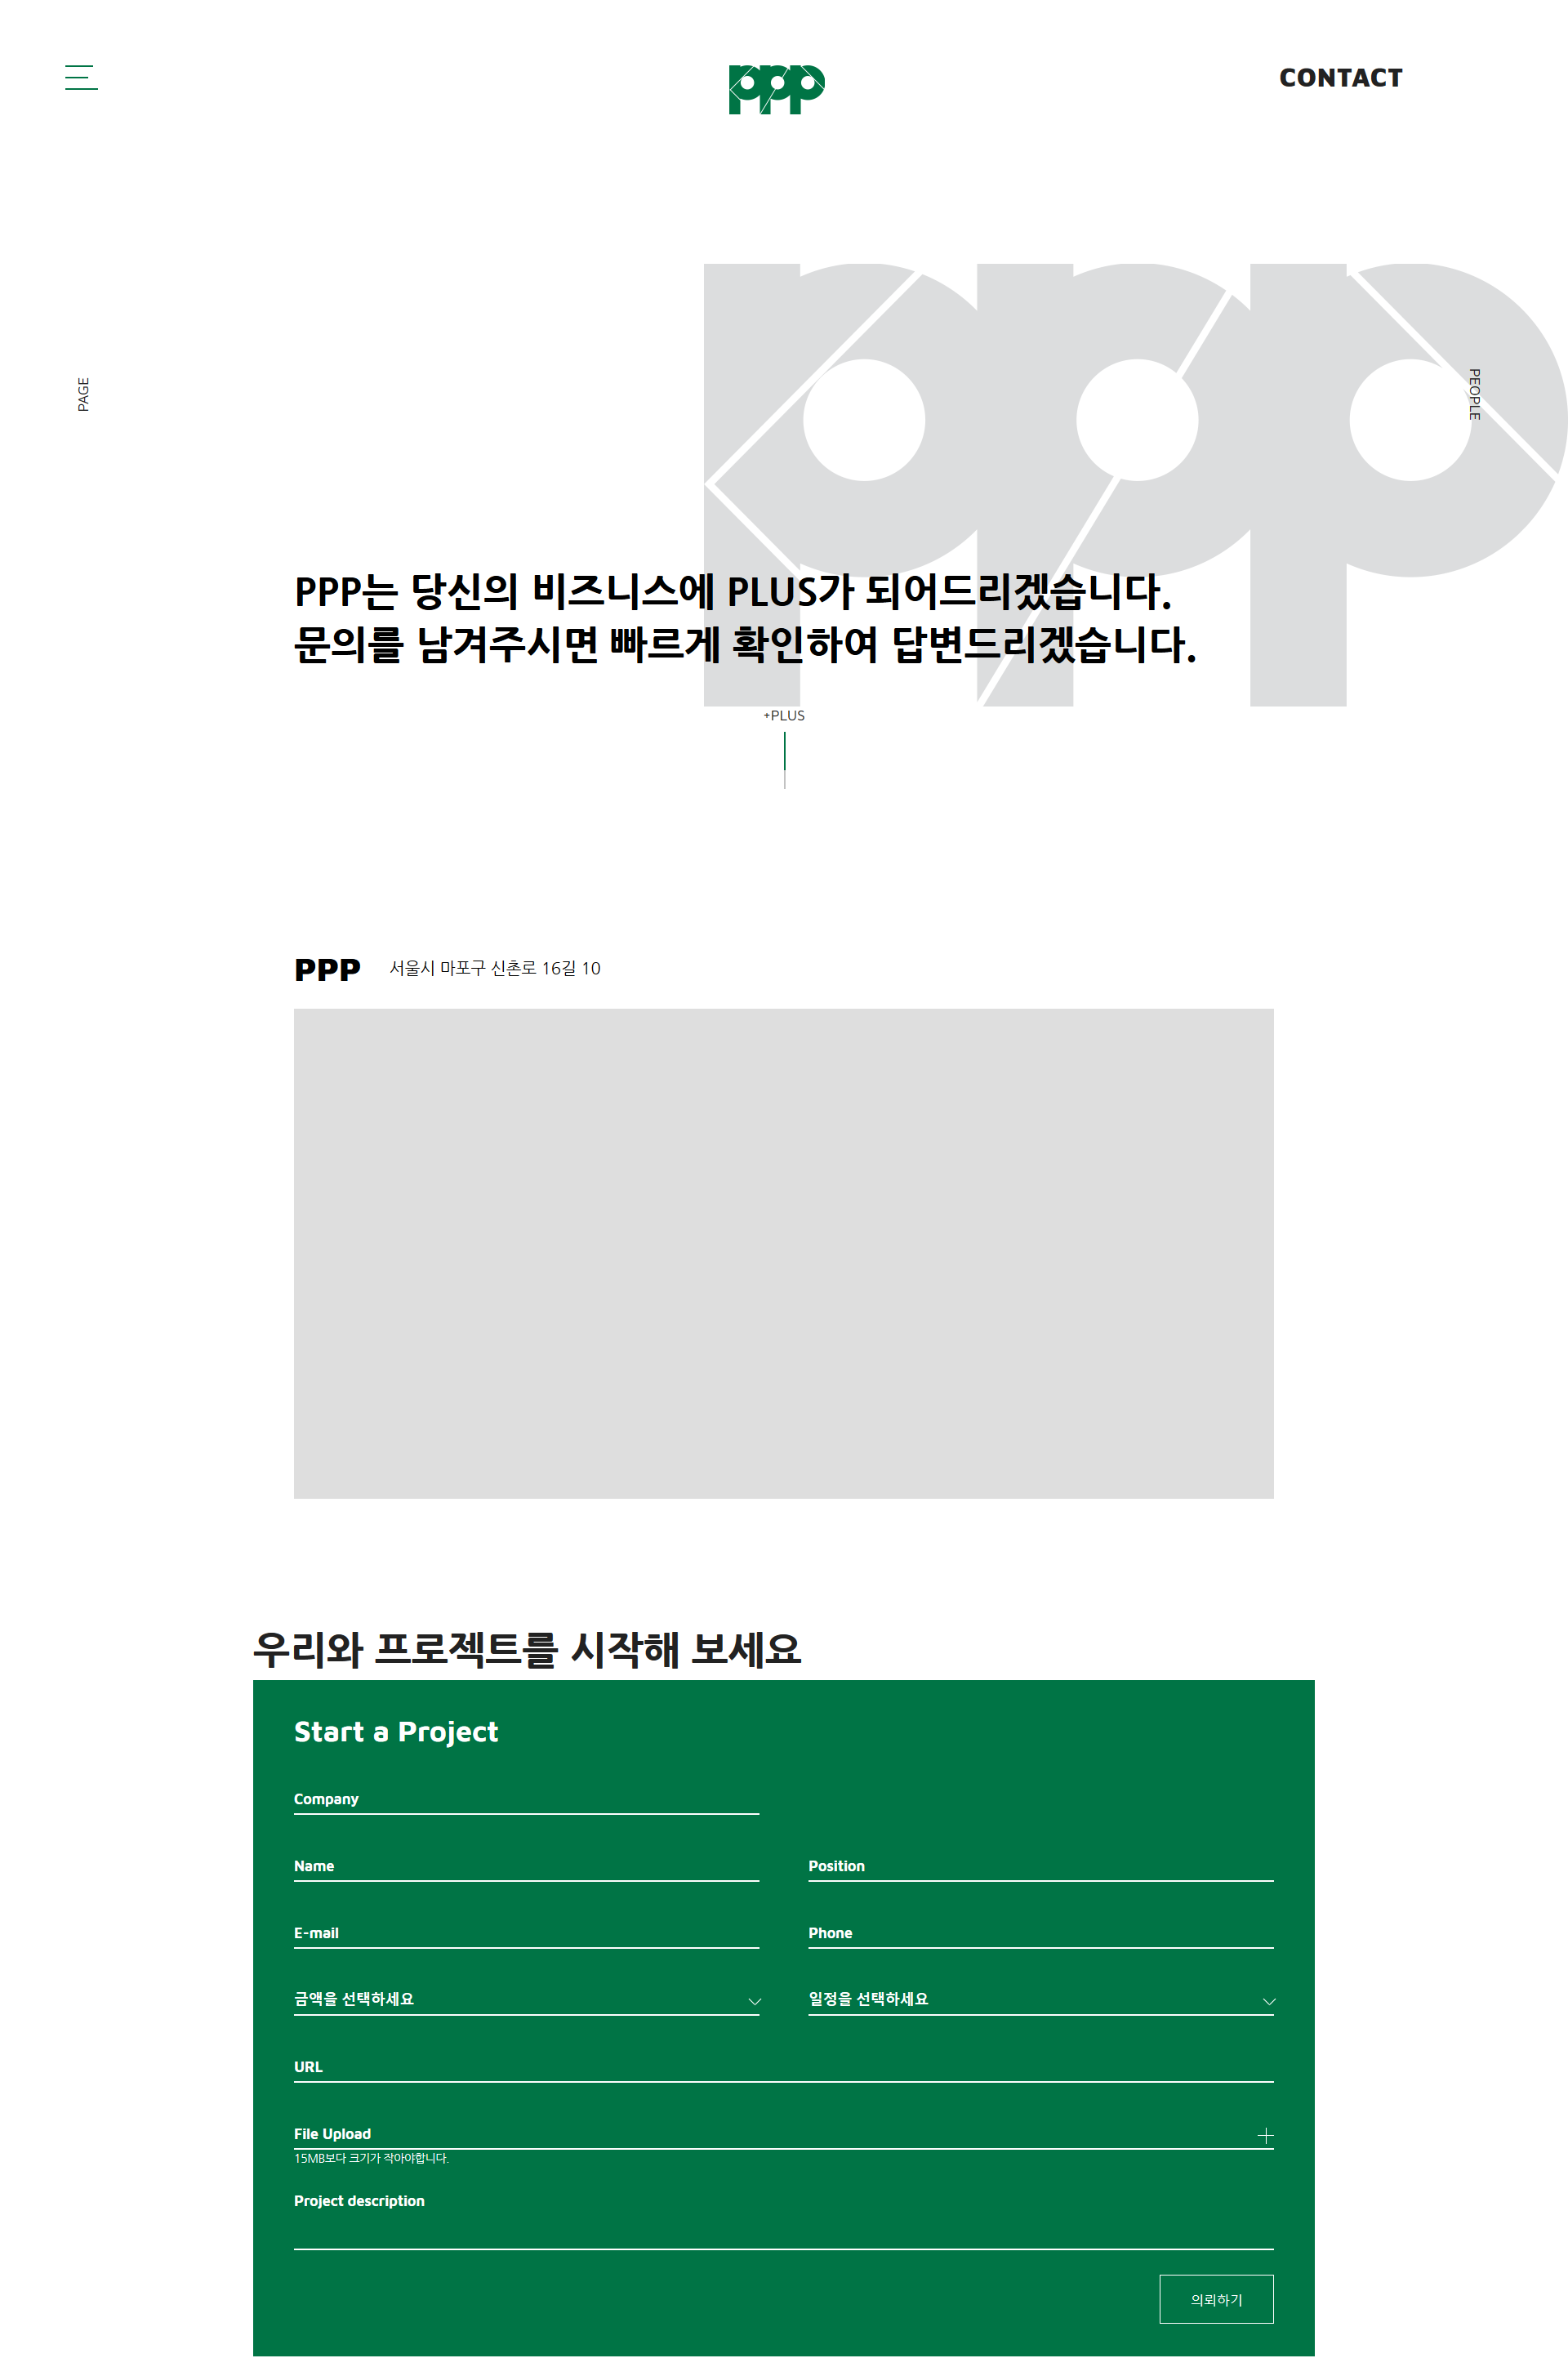 ppp
CONTACT
ppp
PAGE
PEOPLE
PPP는 당신의 비즈니스에 PLUS가 되어드리겠습니다.
문의를 남겨주시면 빠르게 확인하여 답변드리겠습니다.
+PLUS
PPP 서울시 마포구 신촌로 16길 10
우리와 프로젝트를 시작해 보세요
Start a Project
Company
Name
Position
E-mail
Phone
금액을 선택하세요
일정을 선택하세요
URL
File Upload
15MB보다 크기가 작아야합니다.
Project description
의뢰하기